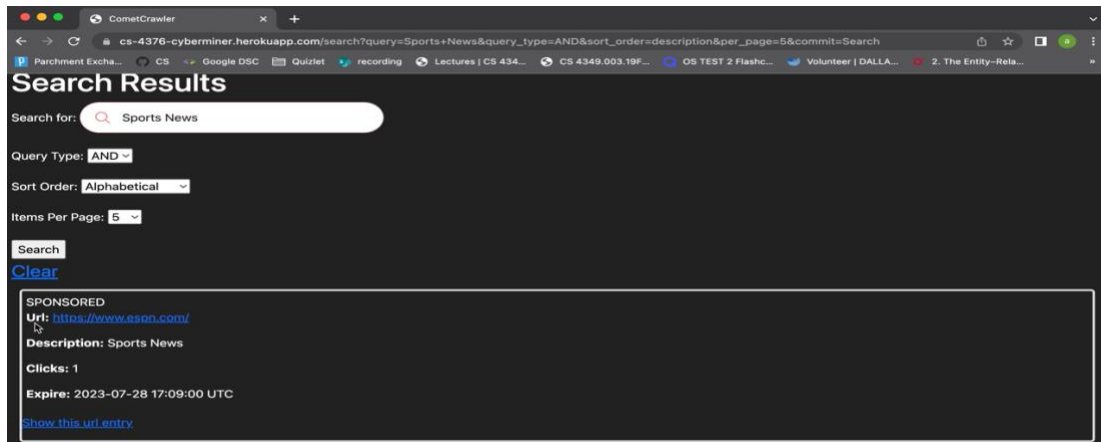 CometCrawler
cs-4376-cyberminer.herokuapp.com/search?query=Sports+News&query_type=AND&sort_order=description&per_page=5&commit=Search
Parchment Excha... CS Google DSC Quizlet recording Lectures | CS 434... CS 4349.003.19F... OS TEST 2 Flashc... Volunteer | DALLA... 2. The Entity-Rela...
Search Results
Search for: Sports News
Query Type: AND
Sort Order: Alphabetical
Items Per Page: 5
Search
Clear
SPONSORED
Url: https://www.espn.com/
Description: Sports News
Clicks: 1
Expire: 2023-07-28 17:09:00 UTC
Show this url entry